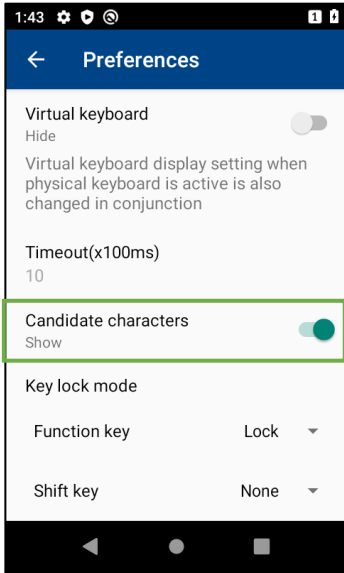 1:43
1
Preferences
Virtual keyboard
Hide
Virtual keyboard display setting when
physical keyboard is active is also
changed in conjunction
Timeout(x100ms)
10
Candidate characters
Show
Key lock mode
Function key Lock
Shift key None